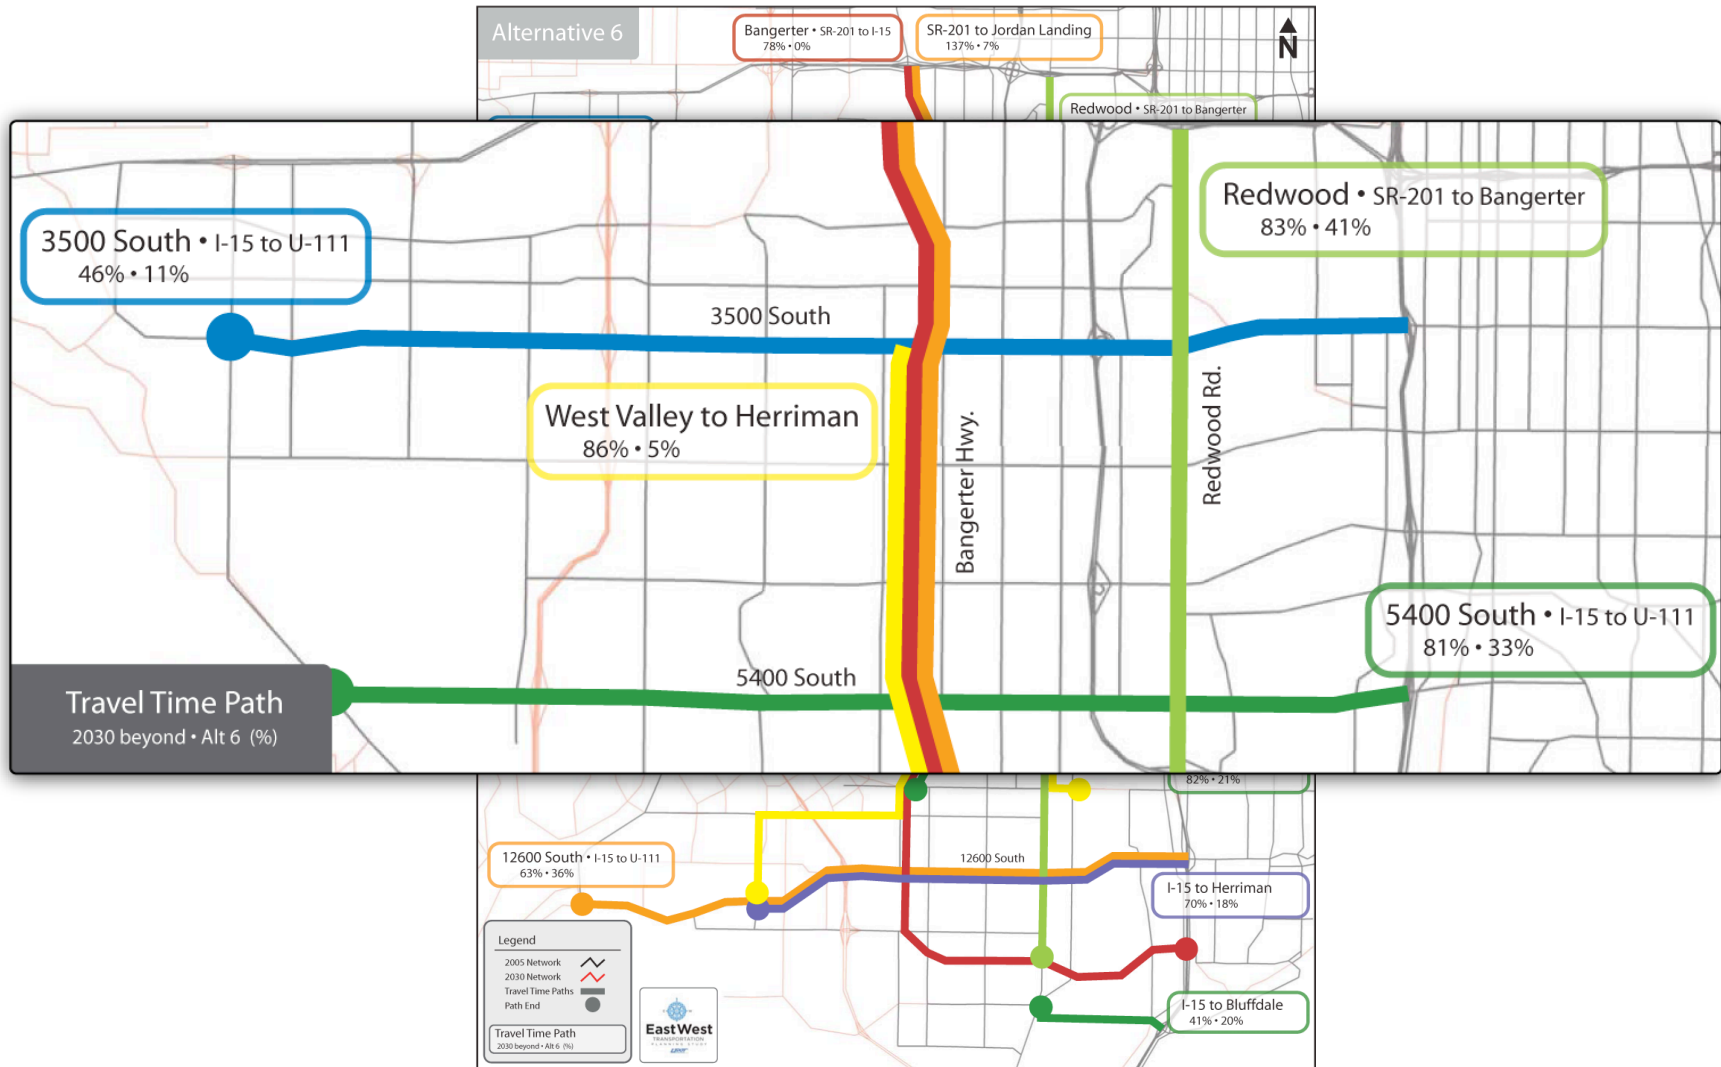 Alternative 6
Bangerter • SR-201 to I-15
78% • 0%
SR-201 to Jordan Landing
137% • 7%
N
Redwood • SR-201 to Bangerter
3500 South • I-15 to U-111
46% • 11%
Redwood • SR-201 to Bangerter
83% • 41%
3500 South
West Valley to Herriman
86% • 5%
Bangerter Hwy.
Redwood Rd.
5400 South • I-15 to U-111
81% • 33%
5400 South
Travel Time Path
2030 beyond • Alt 6 (%)
82% • 21%
12600 South • I-15 to U-111
63% • 36%
12600 South
I-15 to Herriman
70% • 18%
Legend
2005 Network
2030 Network
Travel Time Paths
Path End
Travel Time Path
2030 beyond • Alt 6 (%)
EastWest
TRANSPORTATION
PLANNING STUDY
I-15 to Bluffdale
41% • 20%